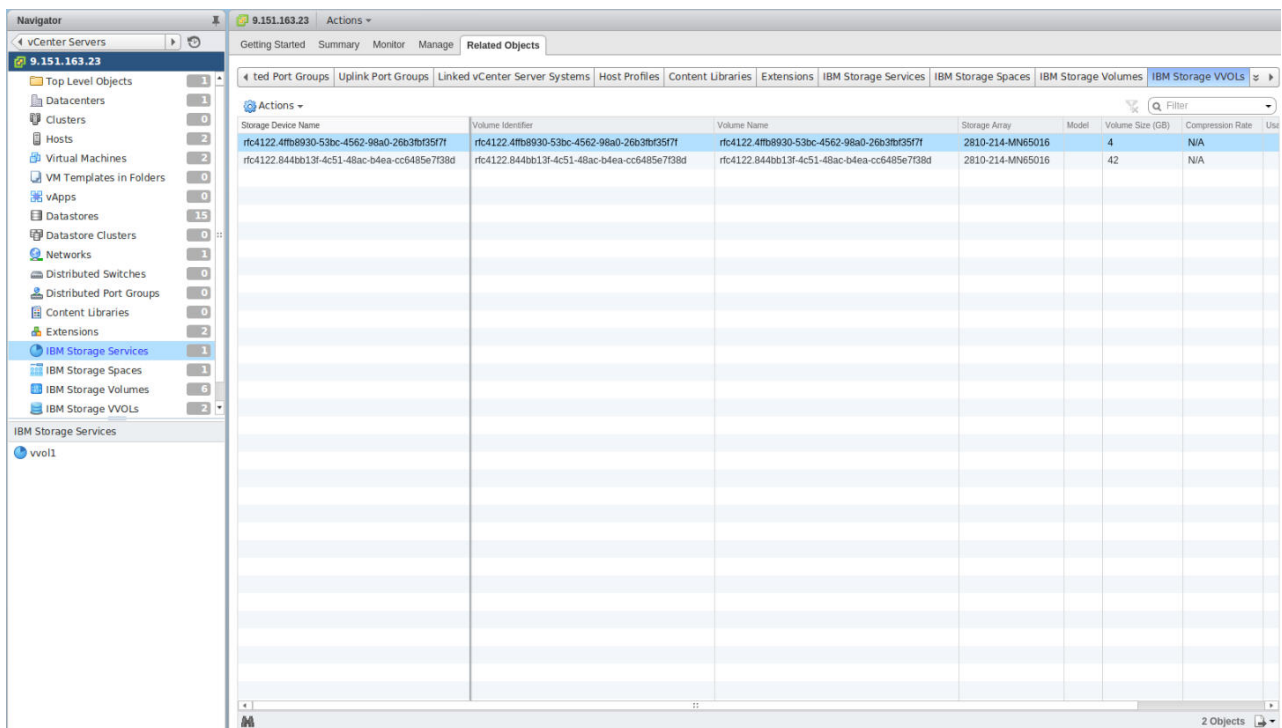 Navigator
vCenter Servers
9.151.163.23
Top Level Objects 1
Datacenters 1
Clusters 0
Hosts 2
Virtual Machines 2
VM Templates in Folders 0
vApps 0
Datastores 15
Datastore Clusters 0
Networks 1
Distributed Switches 0
Distributed Port Groups 0
Content Libraries 0
Extensions 2
IBM Storage Services 1
IBM Storage Spaces 1
IBM Storage Volumes 6
IBM Storage VVOLs 2
IBM Storage Services
vvol1
9.151.163.23 Actions
Getting Started Summary Monitor Manage Related Objects
ted Port Groups Uplink Port Groups Linked vCenter Server Systems Host Profiles Content Libraries Extensions IBM Storage Services IBM Storage Spaces IBM Storage Volumes IBM Storage VVOLs
Actions Filter
Storage Device Name Volume Identifier Volume Name Storage Array Model Volume Size (GB) Compression Rate Use
rfc4122.4ffb8930-53bc-4562-98a0-26b3fbf35f7f rfc4122.4ffb8930-53bc-4562-98a0-26b3fbf35f7f rfc4122.4ffb8930-53bc-4562-98a0-26b3fbf35f7f 2810-214-MN65016 4 N/A
rfc4122.844bb13f-4c51-48ac-b4ea-cc6485e7f38d rfc4122.844bb13f-4c51-48ac-b4ea-cc6485e7f38d rfc4122.844bb13f-4c51-48ac-b4ea-cc6485e7f38d 2810-214-MN65016 42 N/A
2 Objects